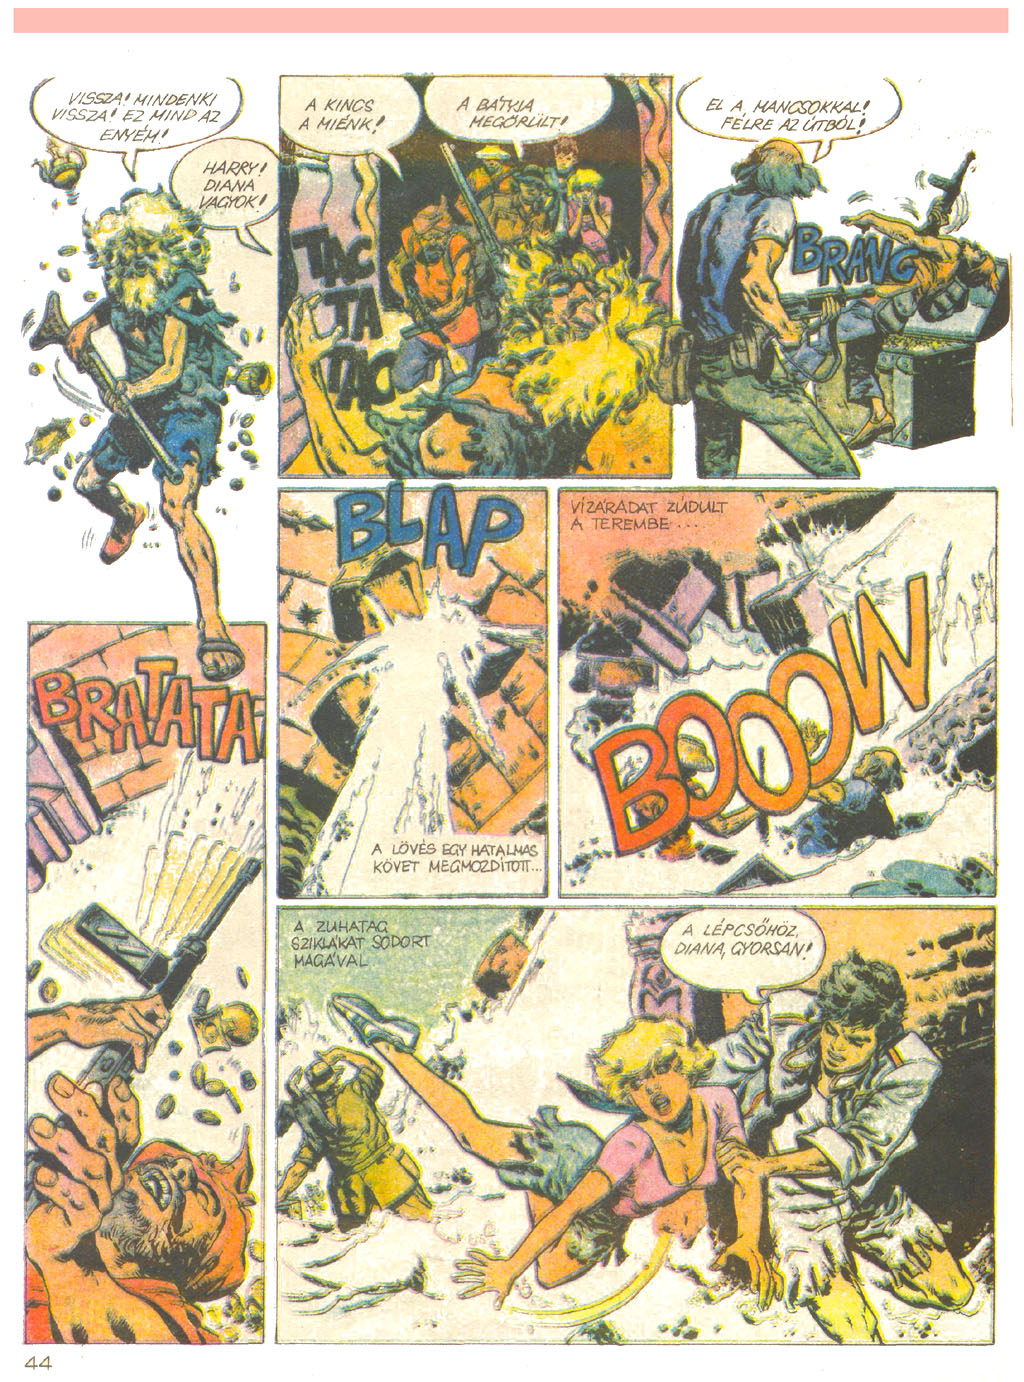 VISSZA! MINDENKI
VISSZA! EZ MIND AZ
ENYÉM!
HARRY!
DIANA
VAGYOK!
A KINCS
A MIÉNK!
A BÁTYJA
MEGŐRÜLT!
TAC
TA
TAC
EL A, MANCSOKKAL!
FÉLRE AZ ÚTBÓL!
BRANG
BRATATATA
BLAP
A LÖVÉS EGY HATALMAS
KÖVET MEGMOZDÍTOTT...
VÍZÁRADAT ZÚDULT
A TEREMBE ....
BOOOW
A ZUHATAG
SZIKLÁKAT SODORT
MAGÁVAL
A LÉPCSŐHÖZ,
DIANA, GYORSAN!
44